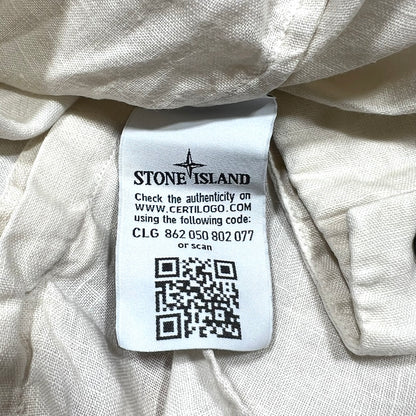 STONE ISLAND
Check the authenticity on
WWW.CERTILOGO.COM
using the following code:
CLG 862 050 802 077
or scan